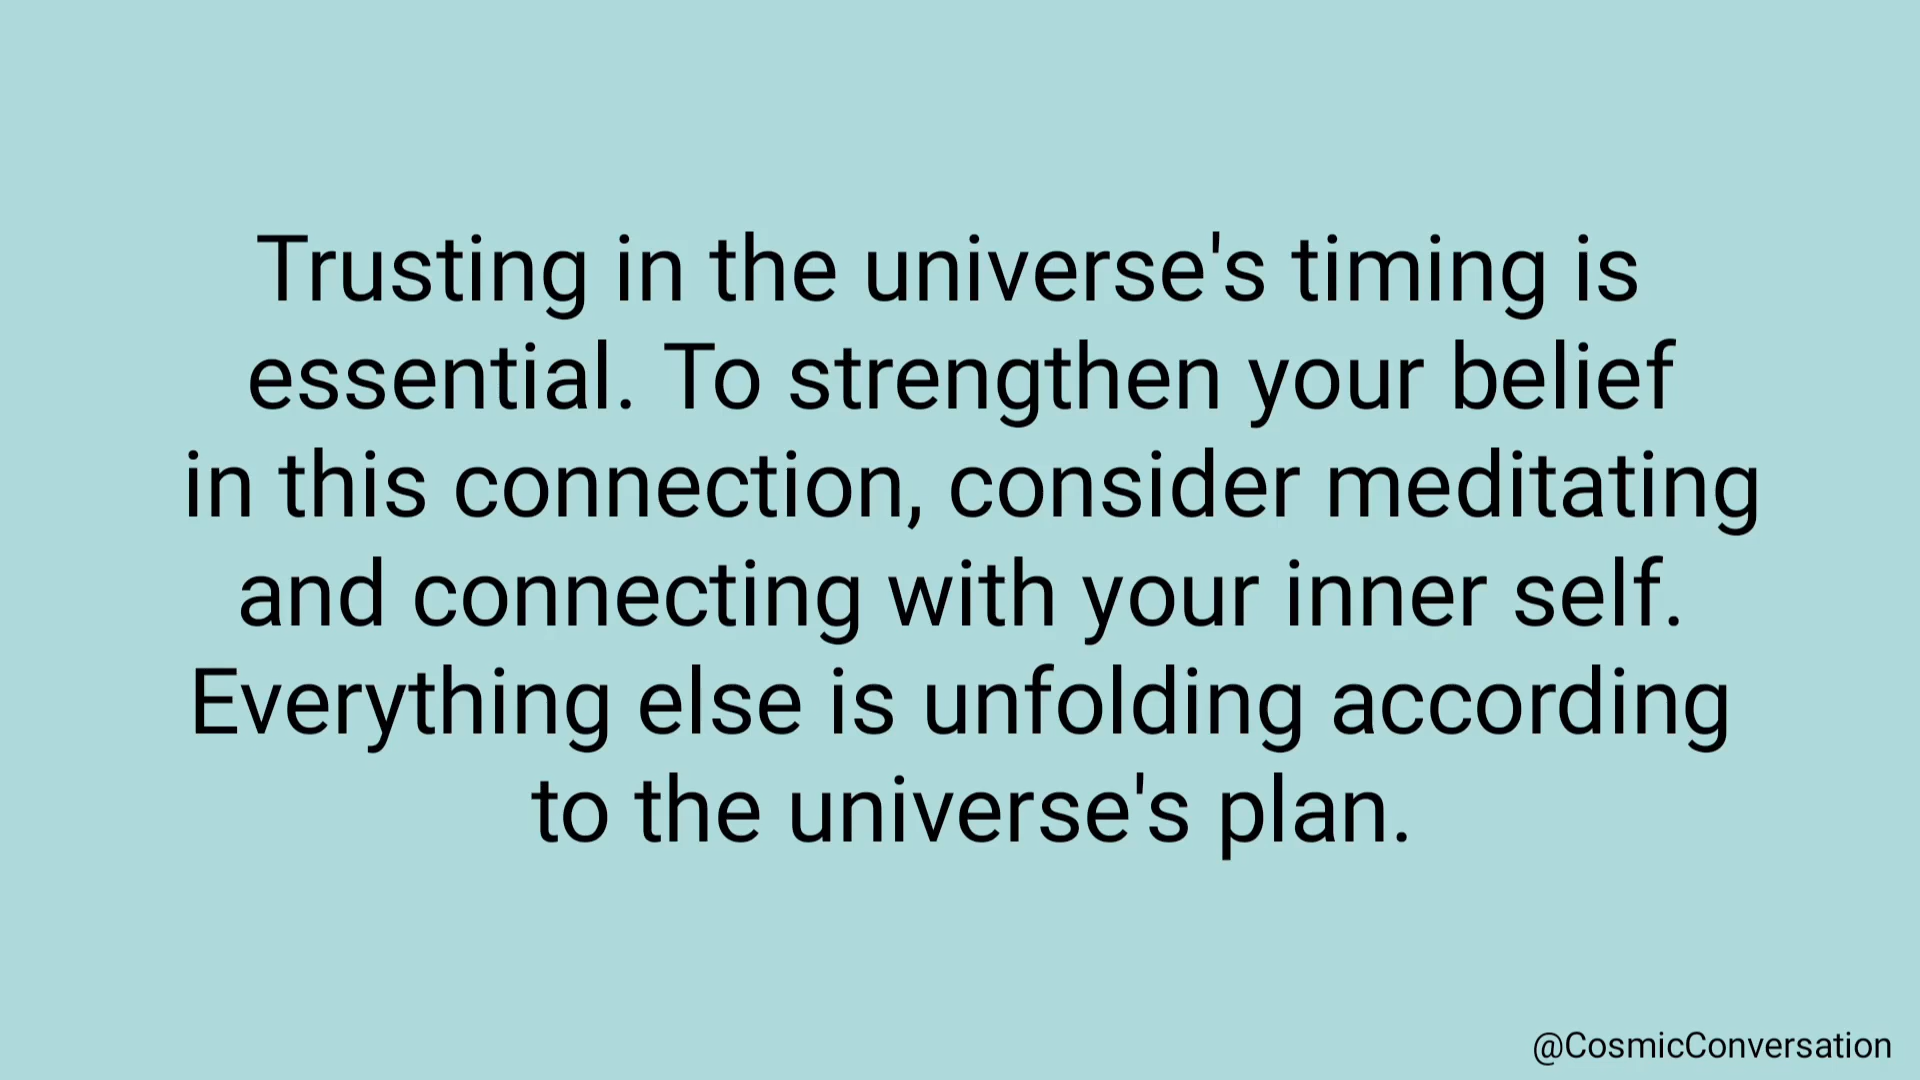 Trusting in the universe's timing is
essential. To strengthen your belief
in this connection, consider meditating
and connecting with your inner self.
Everything else is unfolding according
to the universe's plan.
@CosmicConversation